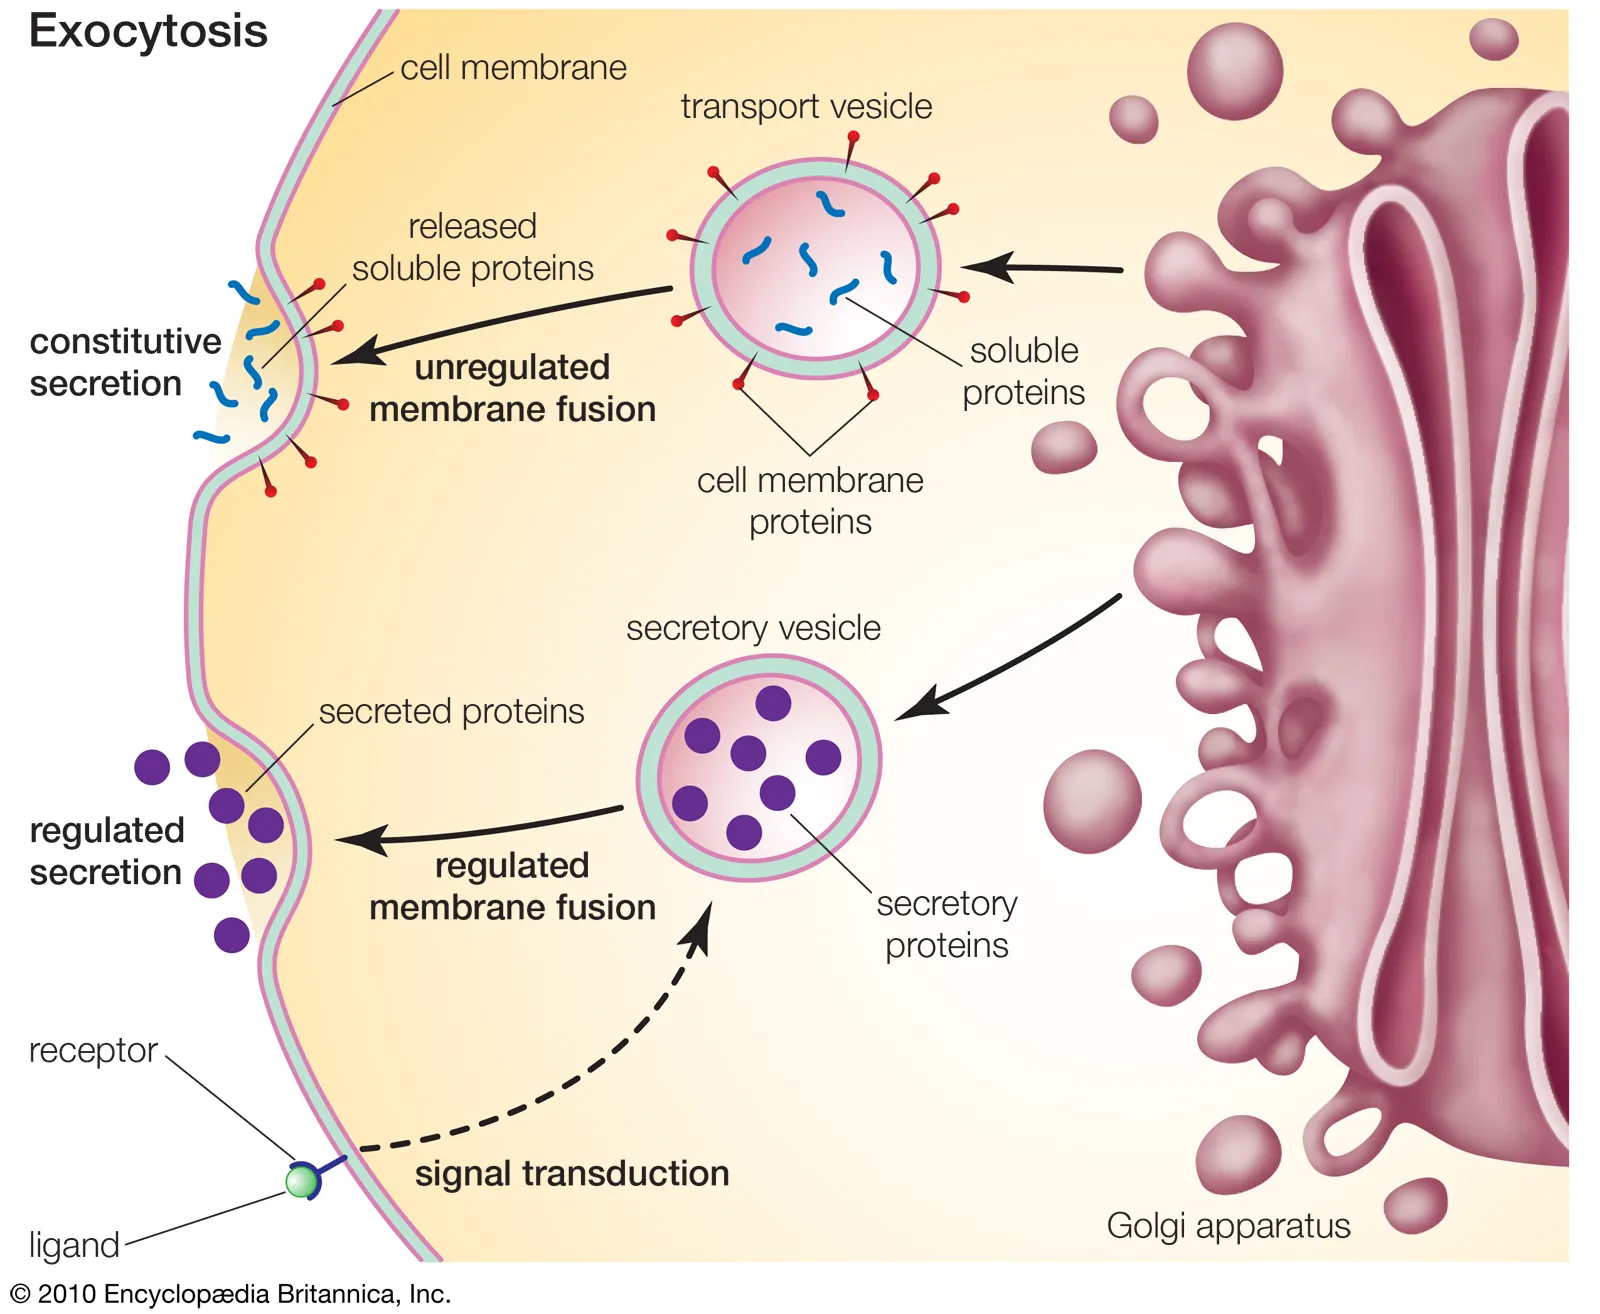 Exocytosis
cell membrane
transport vesicle
released
soluble proteins
constitutive
secretion
unregulated
membrane fusion
soluble
proteins
cell membrane
proteins
secretory vesicle
secreted proteins
regulated
secretion
regulated
membrane fusion
secretory
proteins
receptor
signal transduction
ligand
Golgi apparatus
© 2010 Encyclopædia Britannica, Inc.